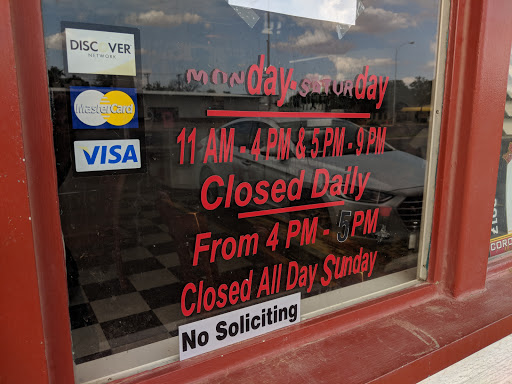 DISCOVER
NETWORK
MasterCard
VISA
MONday-SATURday
11 AM - 4 PM & 5 PM - 9 PM
Closed Daily
From 4 PM - 5 PM
Closed All Day Sunday
No Soliciting